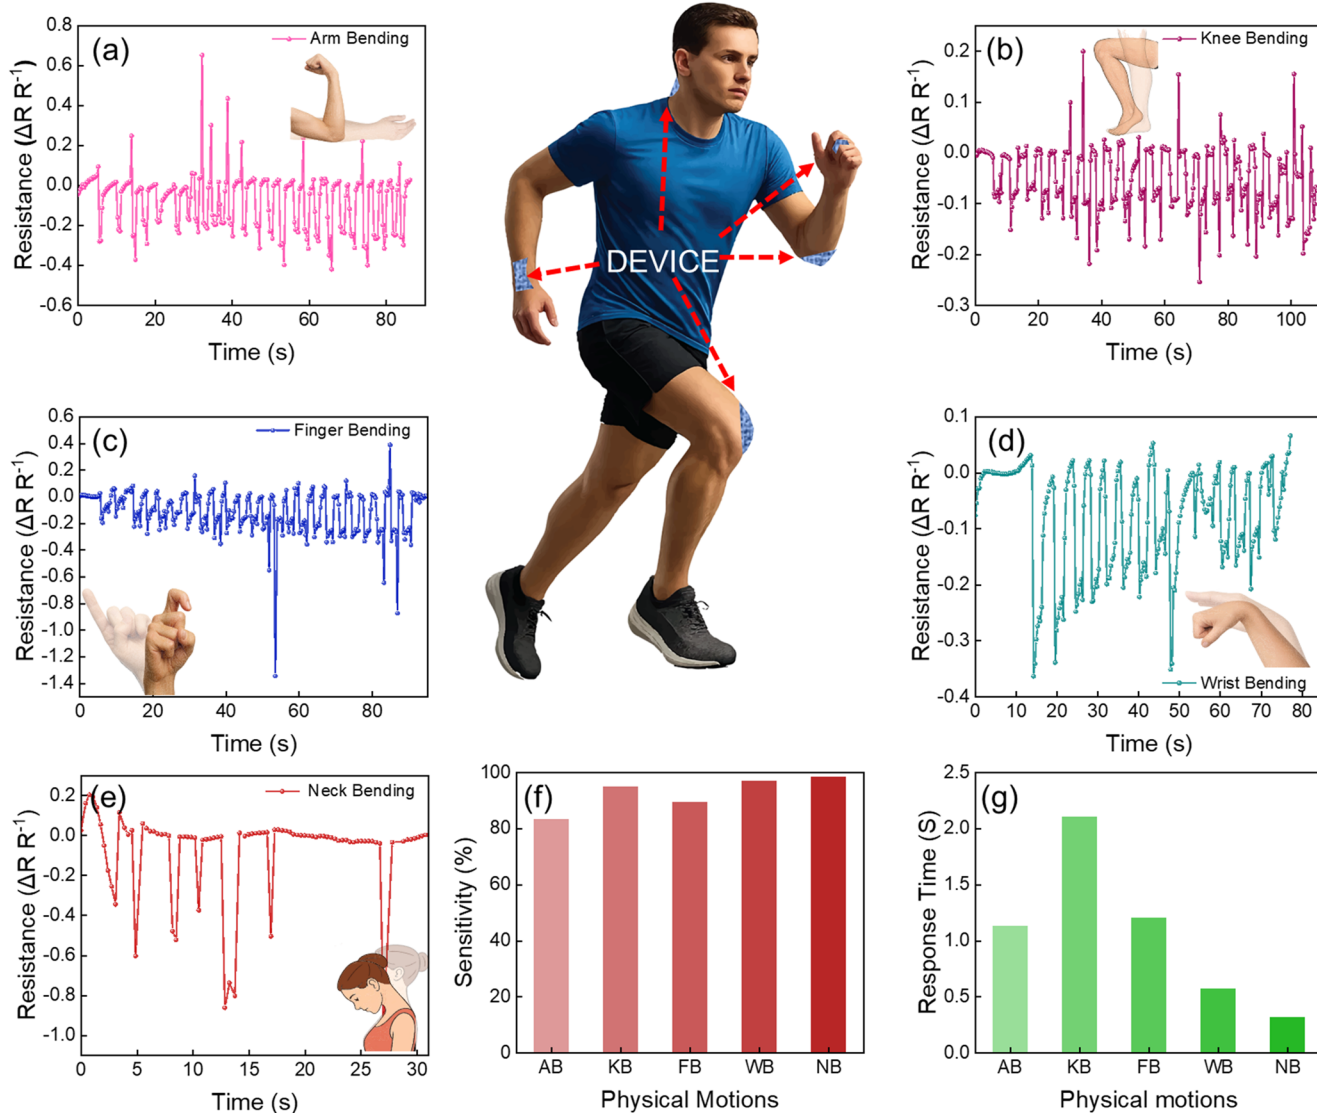 (a)
Arm Bending
Resistance (ΔR R⁻¹)
0.8
0.6
0.4
0.2
0.0
-0.2
-0.4
-0.6
0 20 40 60 80
Time (s)
DEVICE
(b)
Knee Bending
Resistance (ΔR R⁻¹)
0.2
0.1
0.0
-0.1
-0.2
-0.3
0 20 40 60 80 100
Time (s)
(c)
Finger Bending
Resistance (ΔR R⁻¹)
0.6
0.4
0.2
0.0
-0.2
-0.4
-0.6
-0.8
-1.0
-1.2
-1.4
0 20 40 60 80
Time (s)
(d)
Wrist Bending
Resistance (ΔR R⁻¹)
0.1
0.0
-0.1
-0.2
-0.3
-0.4
0 10 20 30 40 50 60 70 80
Time (s)
(e)
Neck Bending
Resistance (ΔR R⁻¹)
0.2
0.0
-0.2
-0.4
-0.6
-0.8
-1.0
0 5 10 15 20 25 30
Time (s)
(f)
Sensitivity (%)
100
80
60
40
20
0
AB KB FB WB NB
Physical Motions
(g)
Response Time (S)
2.5
2.0
1.5
1.0
0.5
0.0
AB KB FB WB NB
Physical motions